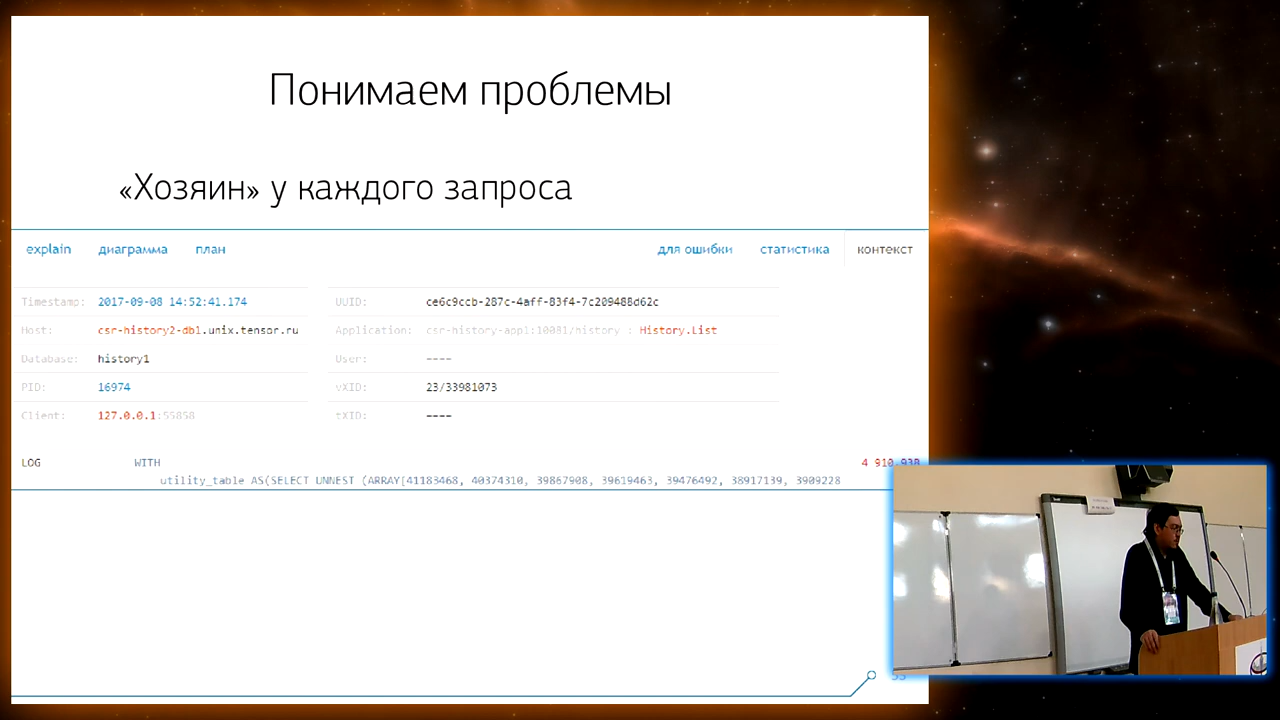 Понимаем проблемы
«Хозяин» у каждого запроса
explain диаграмма план для ошибки статистика контекст
Timestamp: 2017-09-08 14:52:41.174 UUID: ce6c9ccb-287c-4aff-83f4-7c209488d62c
Host: csr-history2-db1.unix.tensor.ru Application: csr-history-app1:10081/history : History.List
Database: history1 User: ----
PID: 16974 vXID: 23/33981073
Client: 127.0.0.1:55858 tXID: ----
LOG WITH 4 910.938
utility_table AS(SELECT UNNEST (ARRAY[41183468, 40374310, 39867908, 39619463, 39476492, 38917139, 3909228